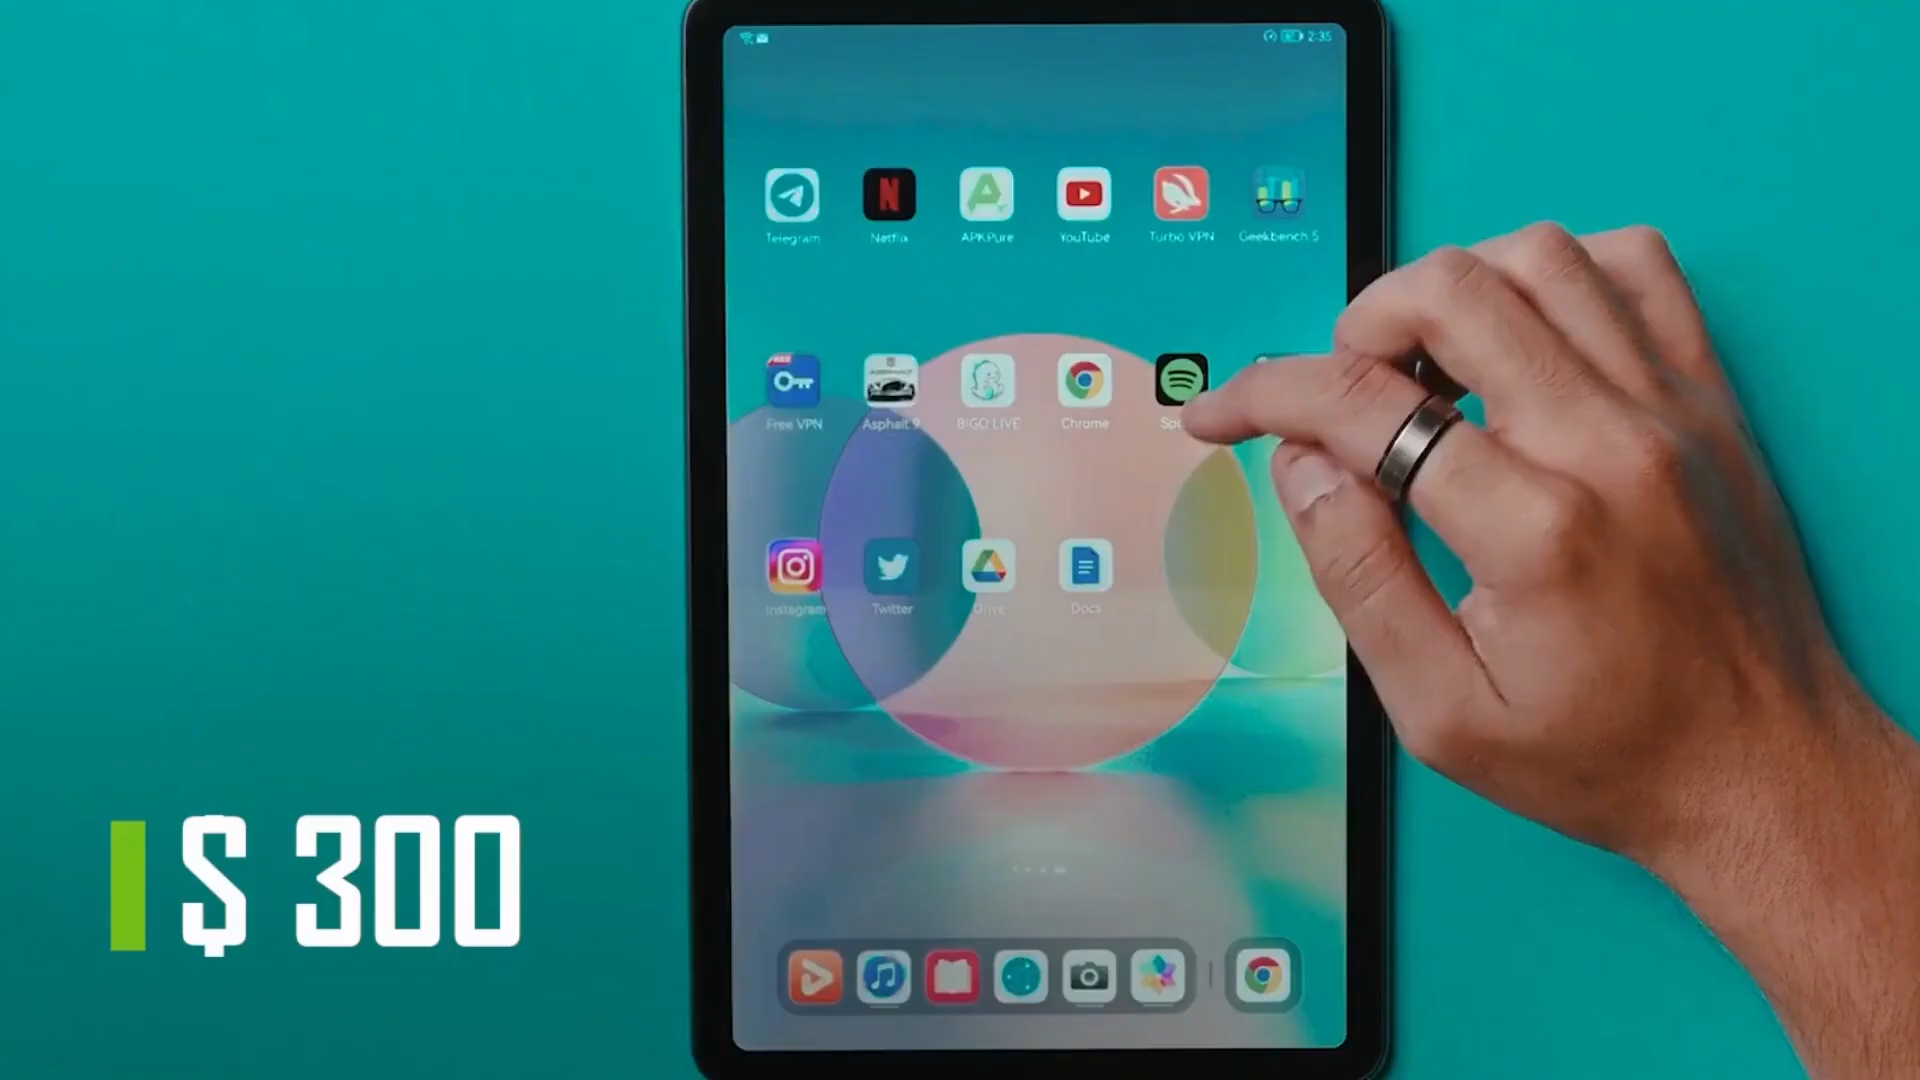 2:35
Telegram Netflix APKPure YouTube Turbo VPN Geekbench 5
FREE
Free VPN Asphalt 9 BIGO LIVE Chrome
Instagram Twitter Drive Docs
$ 300